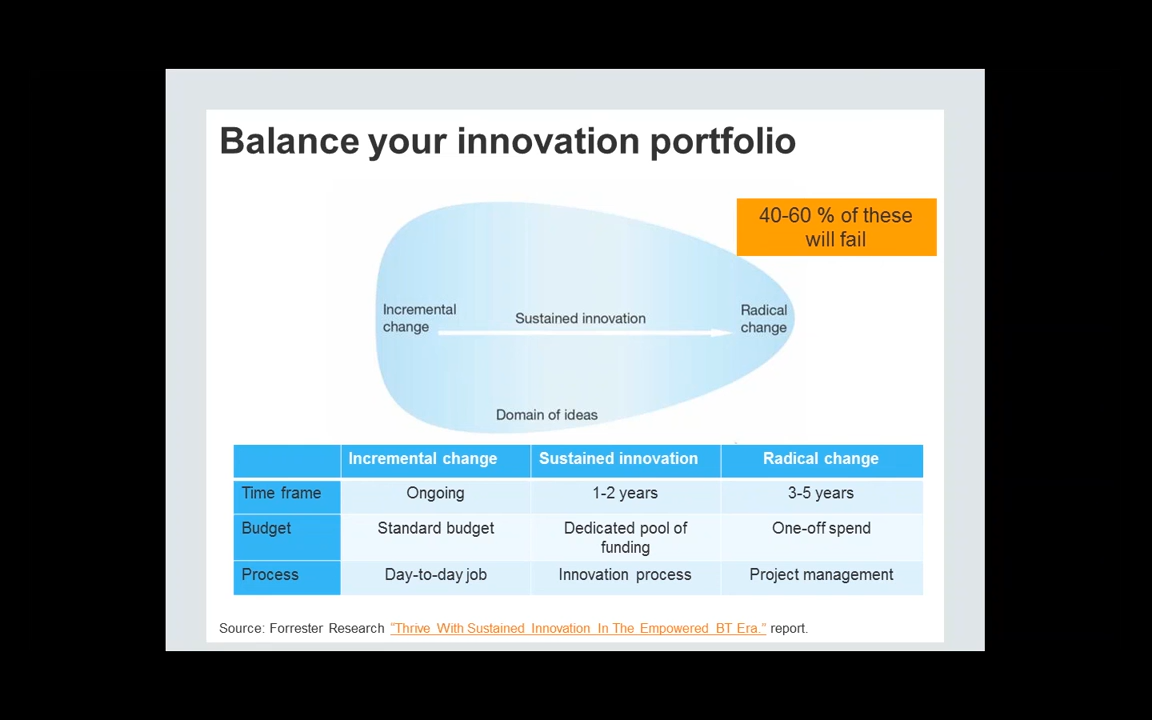 Balance your innovation portfolio
40-60 % of these
will fail
Incremental
change
Sustained innovation
Radical
change
Domain of ideas
Incremental change Sustained innovation Radical change
Time frame Ongoing 1-2 years 3-5 years
Budget Standard budget Dedicated pool of funding One-off spend
Process Day-to-day job Innovation process Project management
Source: Forrester Research "Thrive With Sustained Innovation In The Empowered BT Era." report.